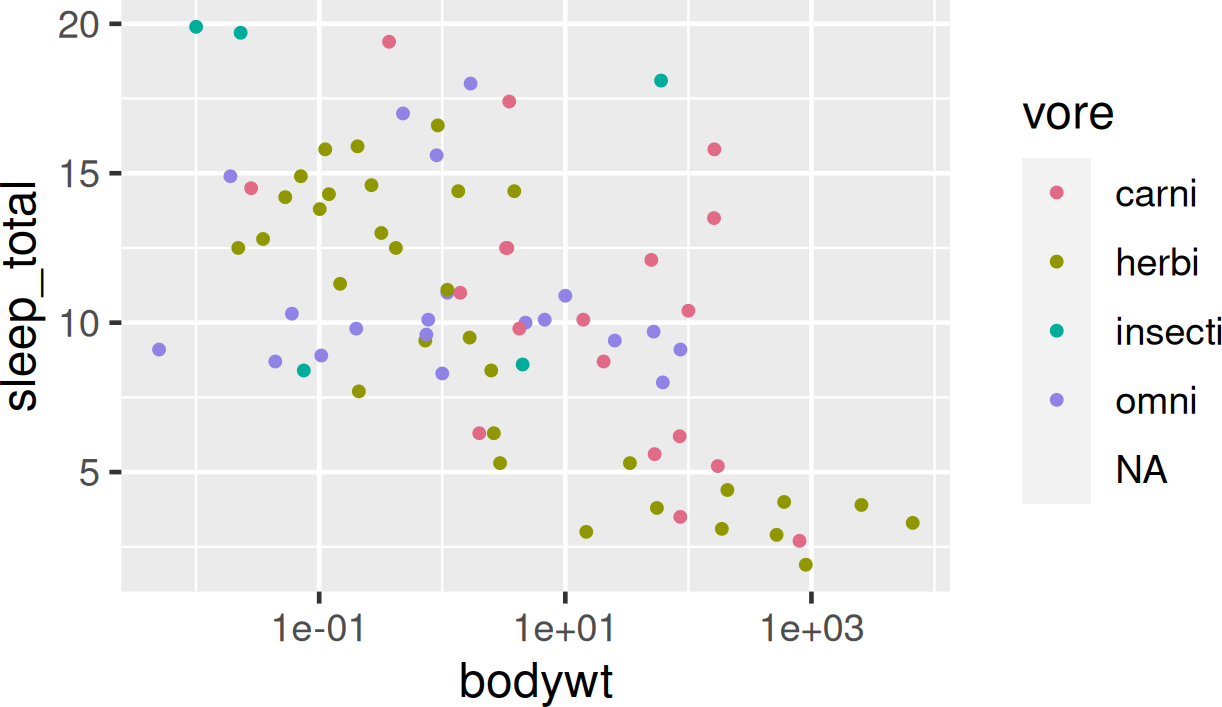 20
15
10
5
sleep_total
1e-01 1e+01 1e+03
bodywt
vore
carni
herbi
insecti
omni
NA